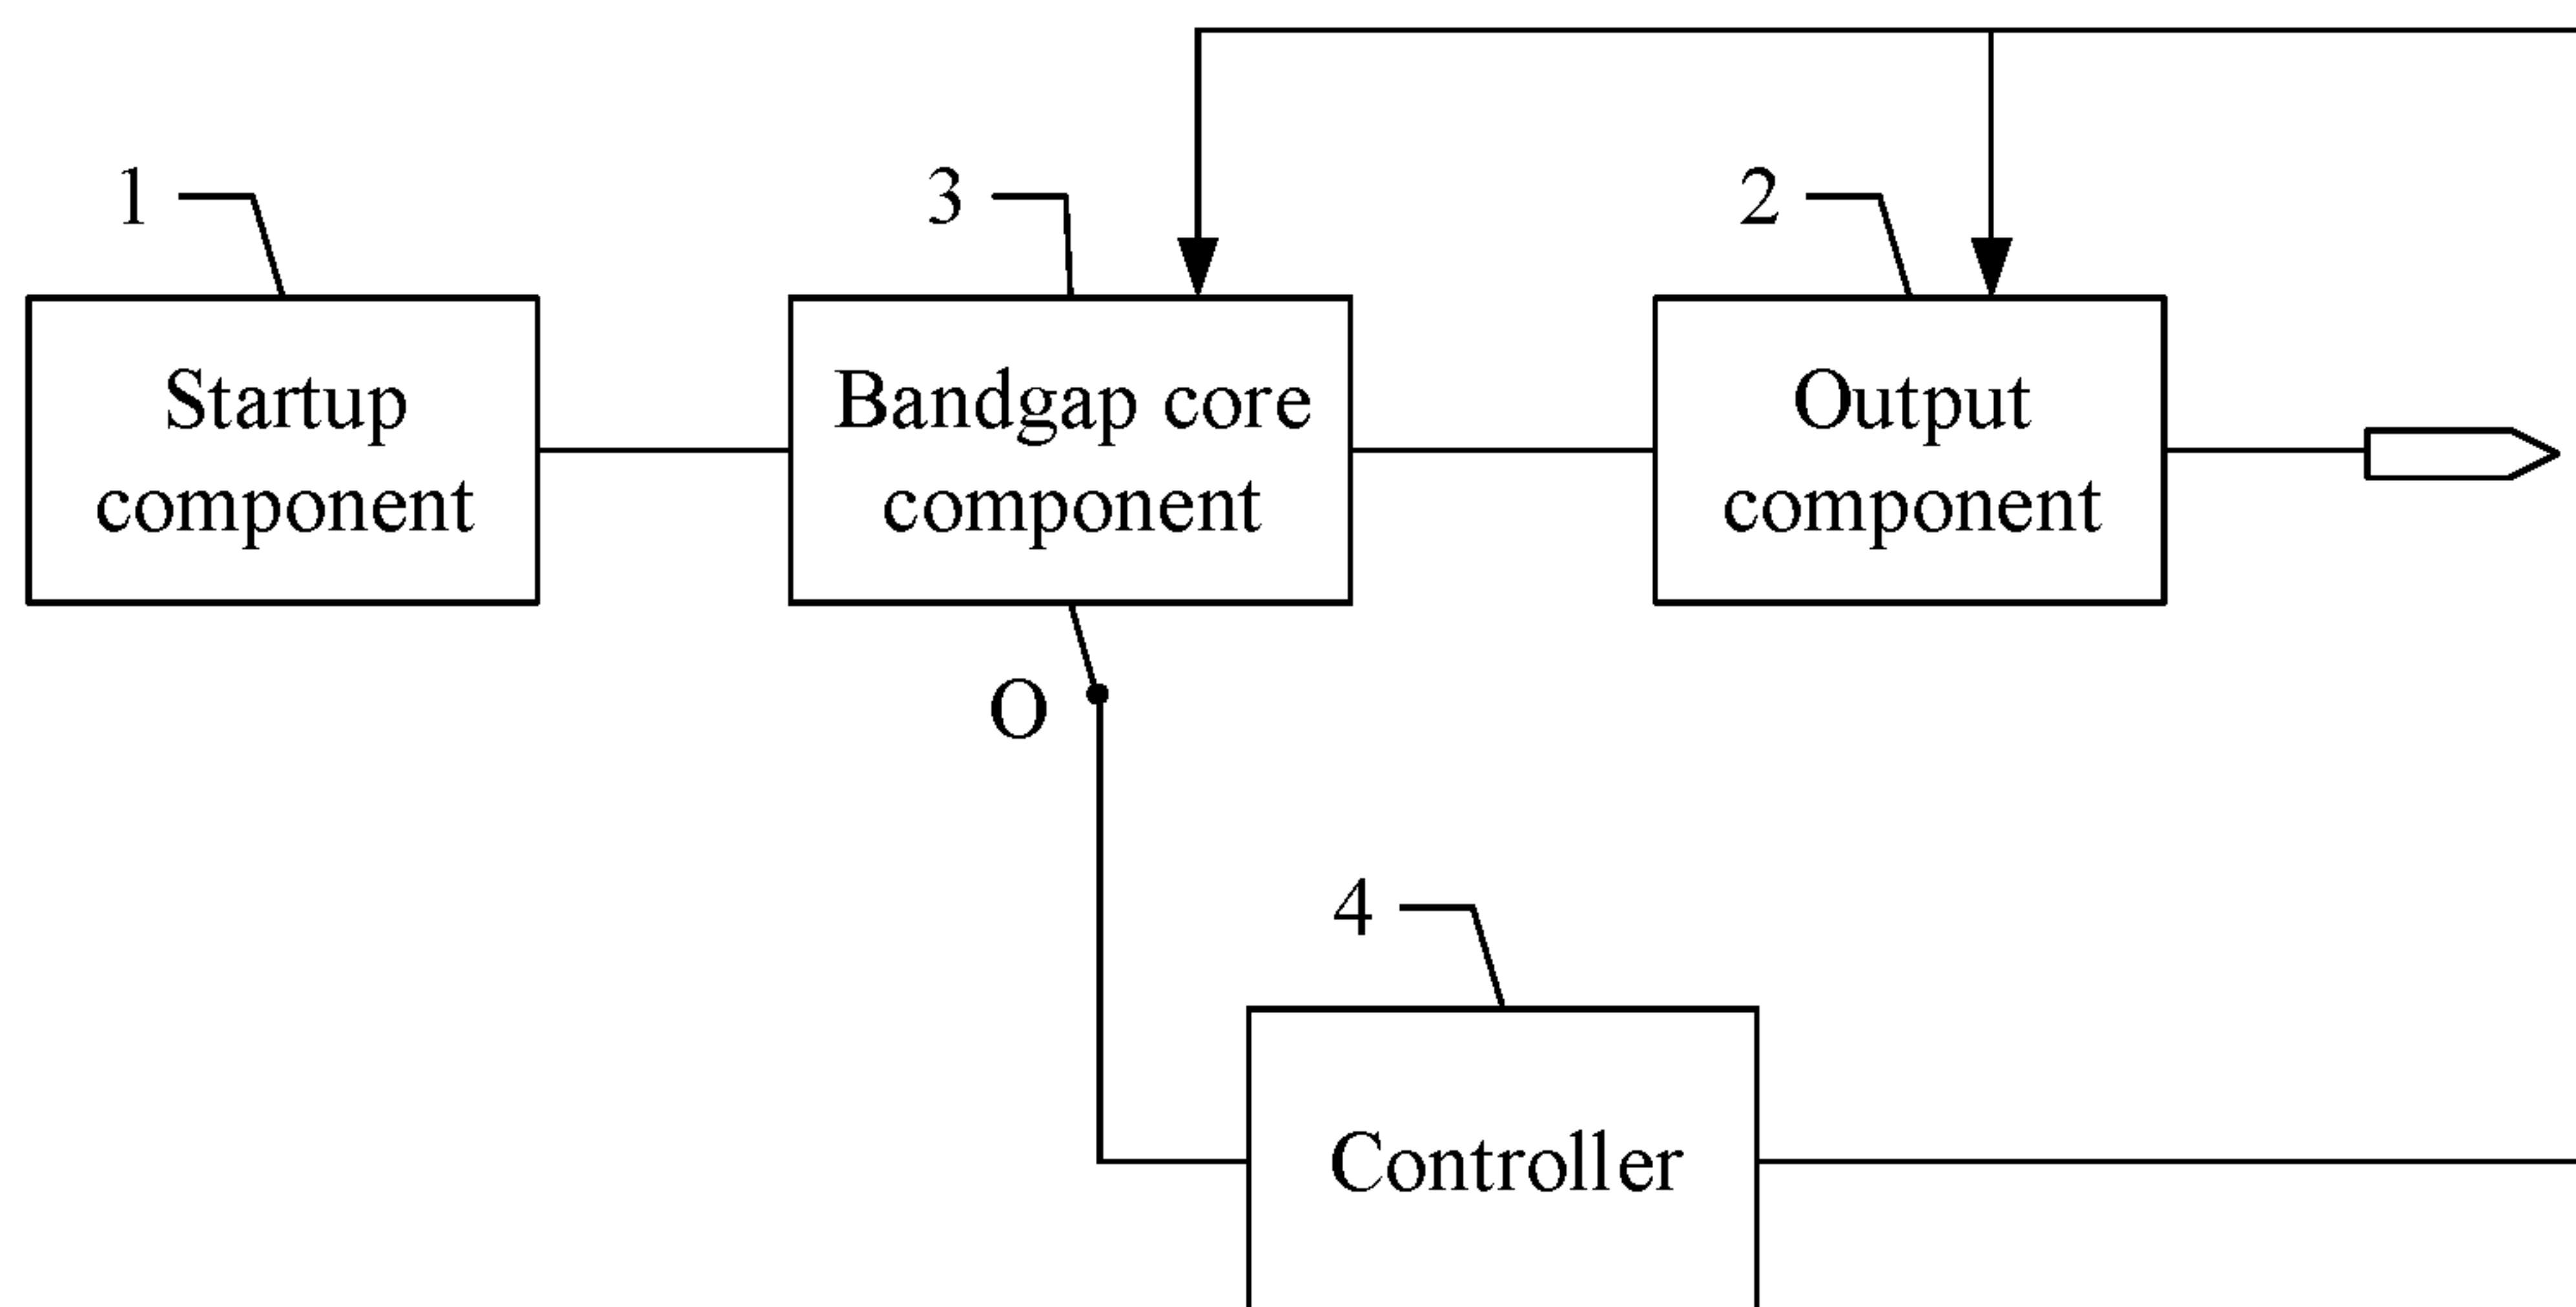 1
3
2
Startup
component
Bandgap core
component
Output
component
O
4
Controller